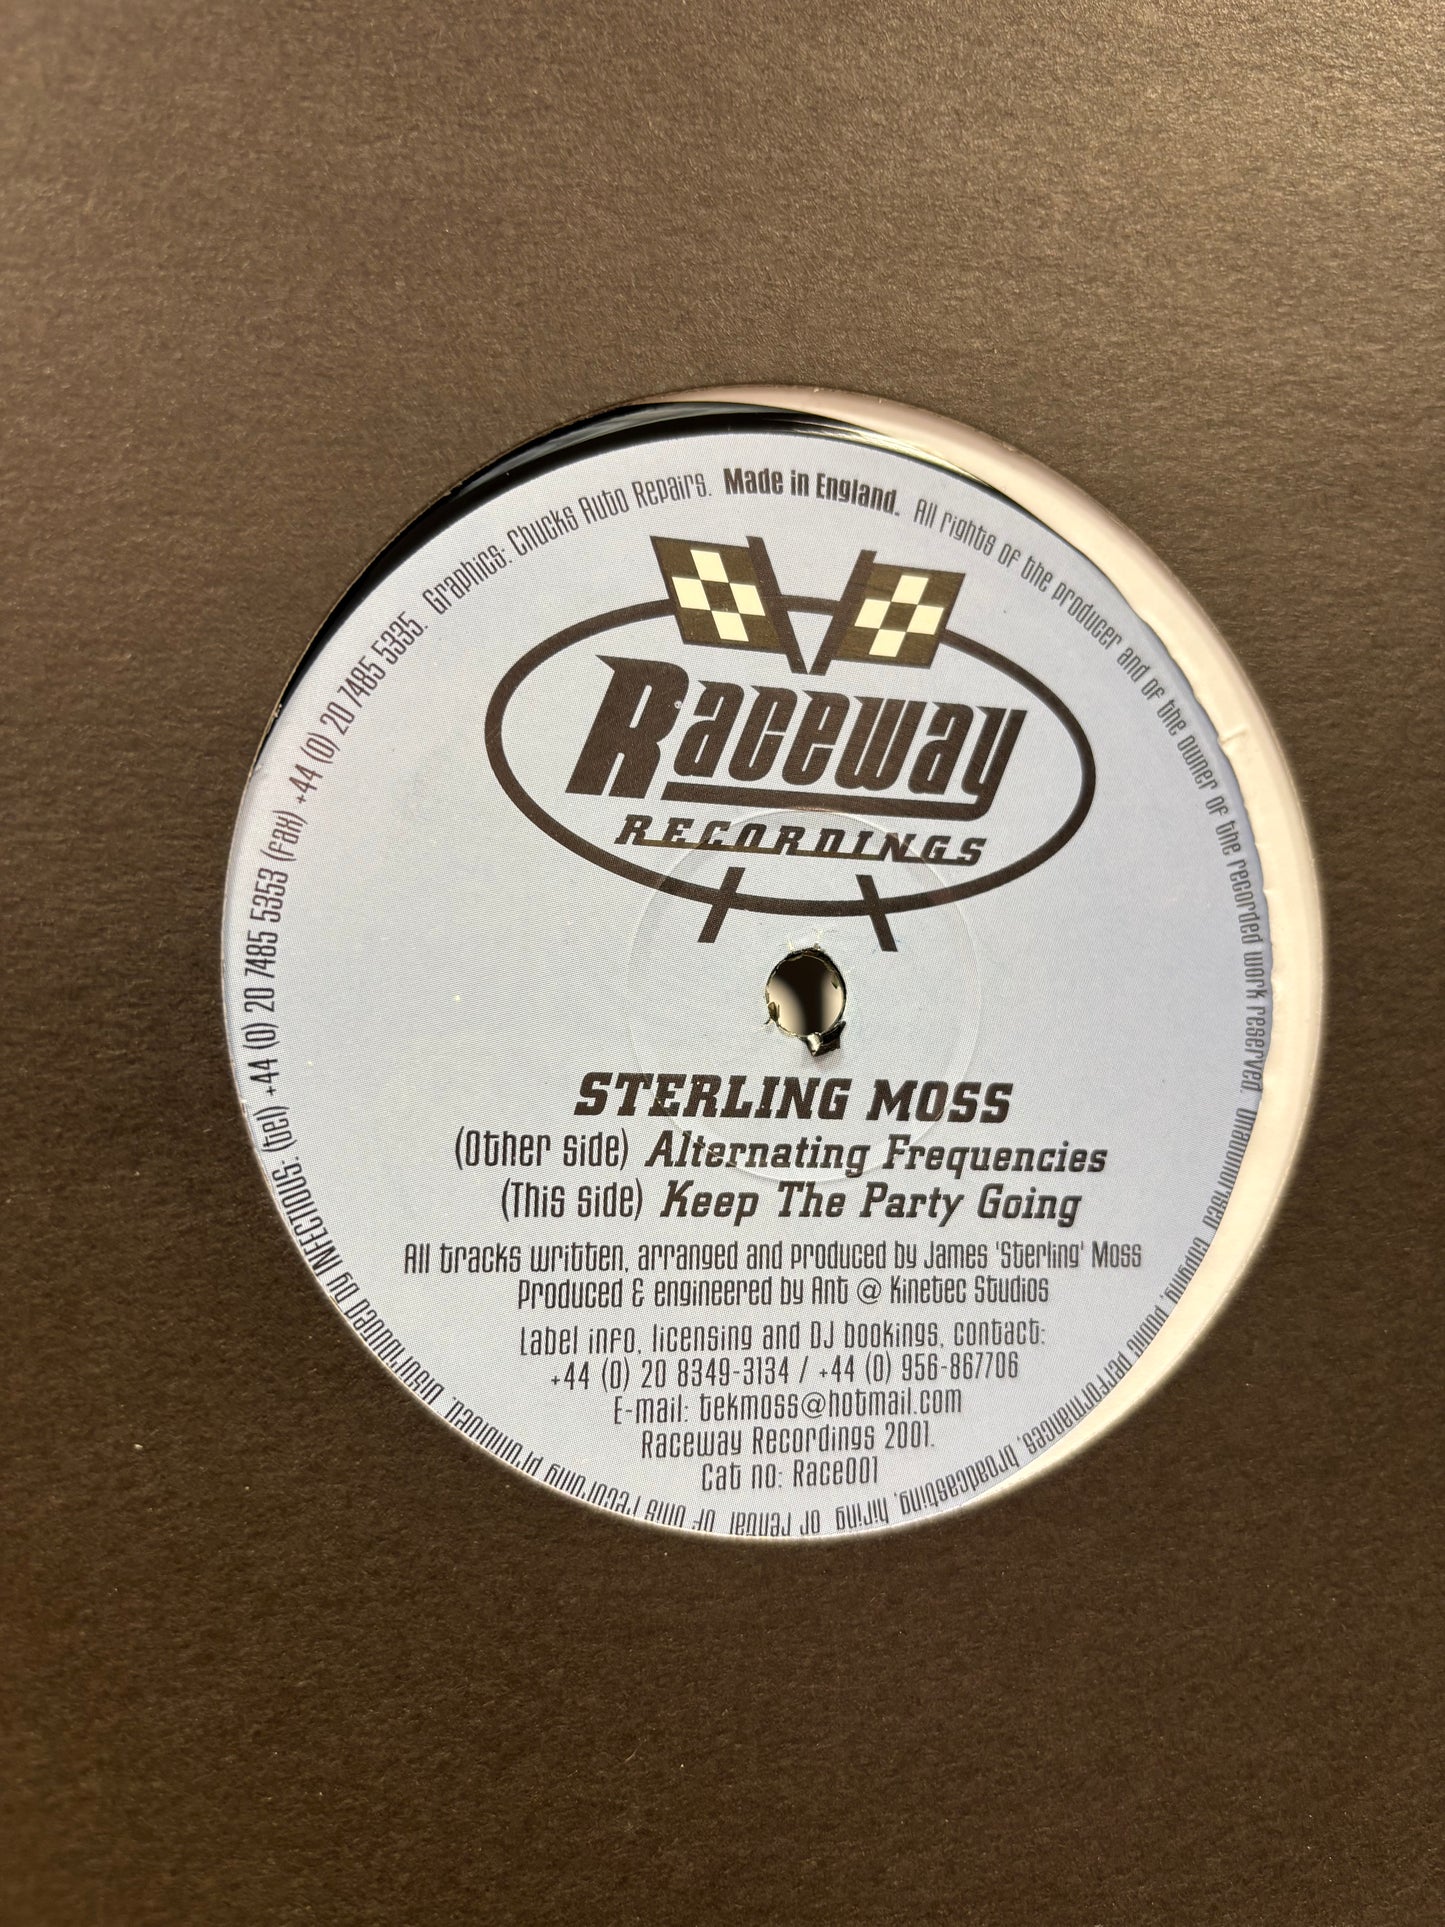 Raceway
RECORDINGS
STERLING MOSS
(Other side) Alternating Frequencies
(This side) Keep The Party Going
All tracks written, arranged and produced by James 'Sterling' Moss
Produced & engineered by Ant @ Kinetec Studios
Label info, licensing and DJ bookings, contact:
+44 (0) 20 8349-3134 / +44 (0) 956-867706
E-mail: tekmoss@hotmail.com
Raceway Recordings 2001.
Cat no: Race001
Distributed by INFECTIOUS: (tel) +44 (0) 20 7485 5353 (fax) +44 (0) 20 7485 5335. Graphics: Chucks Auto Repairs. Made in England. All rights of the producer and of the owner of the recorded work reserved. Unauthorised copying, public performances, broadcasting, hiring or rental of this recording prohibited.